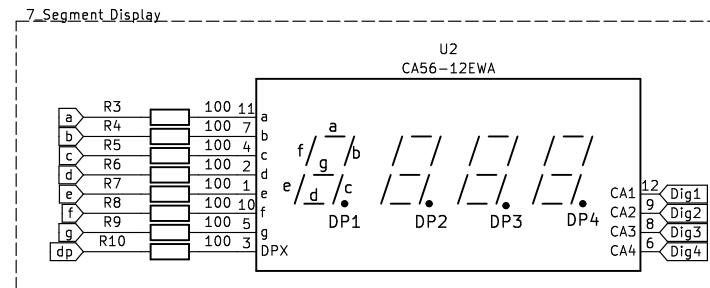 7_Segment Display
U2
CA56-12EWA
a R3 100 11 a
b R4 100 7 b
c R5 100 4 c
d R6 100 2 d
e R7 100 1 e
f R8 100 10 f
g R9 100 5 g
dp R10 100 3 DPX
a
f b
g
e d c
DP1 DP2 DP3 DP4
CA1 12 Dig1
CA2 9 Dig2
CA3 8 Dig3
CA4 6 Dig4